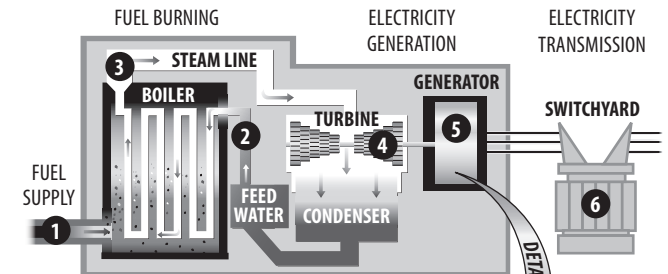 FUEL BURNING
ELECTRICITY
GENERATION
ELECTRICITY
TRANSMISSION
3
STEAM LINE
BOILER
GENERATOR
SWITCHYARD
TURBINE
2
4
5
FUEL
SUPPLY
1
FEED
WATER
CONDENSER
6